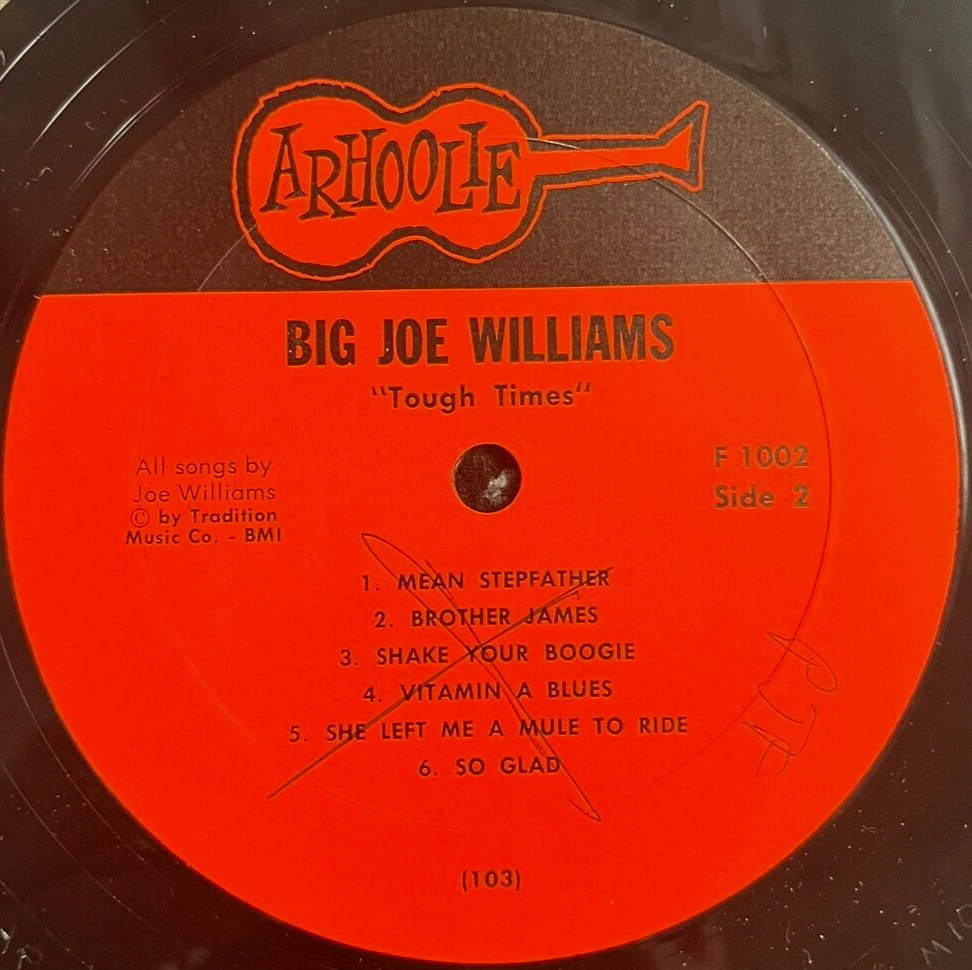 ARHOOLIE
BIG JOE WILLIAMS
"Tough Times"
All songs by
Joe Williams
© by Tradition
Music Co. - BMI
F 1002
Side 2
1. MEAN STEPFATHER
2. BROTHER JAMES
3. SHAKE YOUR BOOGIE
4. VITAMIN A BLUES
5. SHE LEFT ME A MULE TO RIDE
6. SO GLAD
(103)